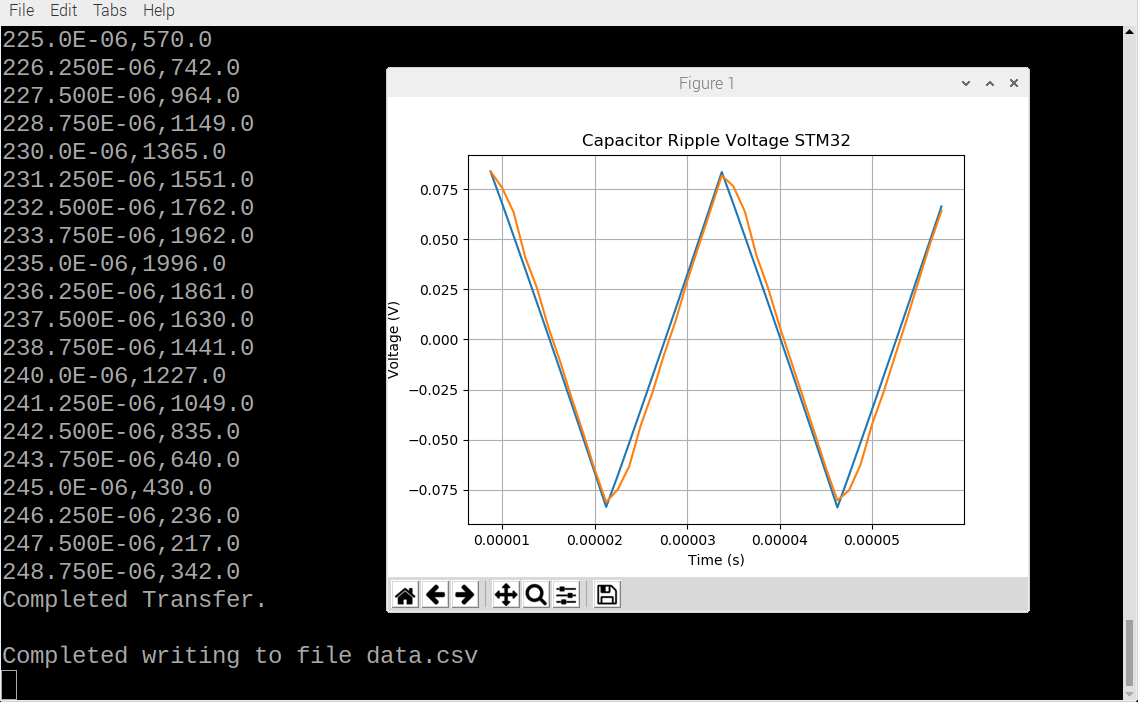 File Edit Tabs Help
225.0E-06,570.0
226.250E-06,742.0
227.500E-06,964.0
228.750E-06,1149.0
230.0E-06,1365.0
231.250E-06,1551.0
232.500E-06,1762.0
233.750E-06,1962.0
235.0E-06,1996.0
236.250E-06,1861.0
237.500E-06,1630.0
238.750E-06,1441.0
240.0E-06,1227.0
241.250E-06,1049.0
242.500E-06,835.0
243.750E-06,640.0
245.0E-06,430.0
246.250E-06,236.0
247.500E-06,217.0
248.750E-06,342.0
Completed Transfer.
Completed writing to file data.csv
Figure 1
Capacitor Ripple Voltage STM32
Voltage (V)
0.075
0.050
0.025
0.000
−0.025
−0.050
−0.075
0.00001 0.00002 0.00003 0.00004 0.00005
Time (s)